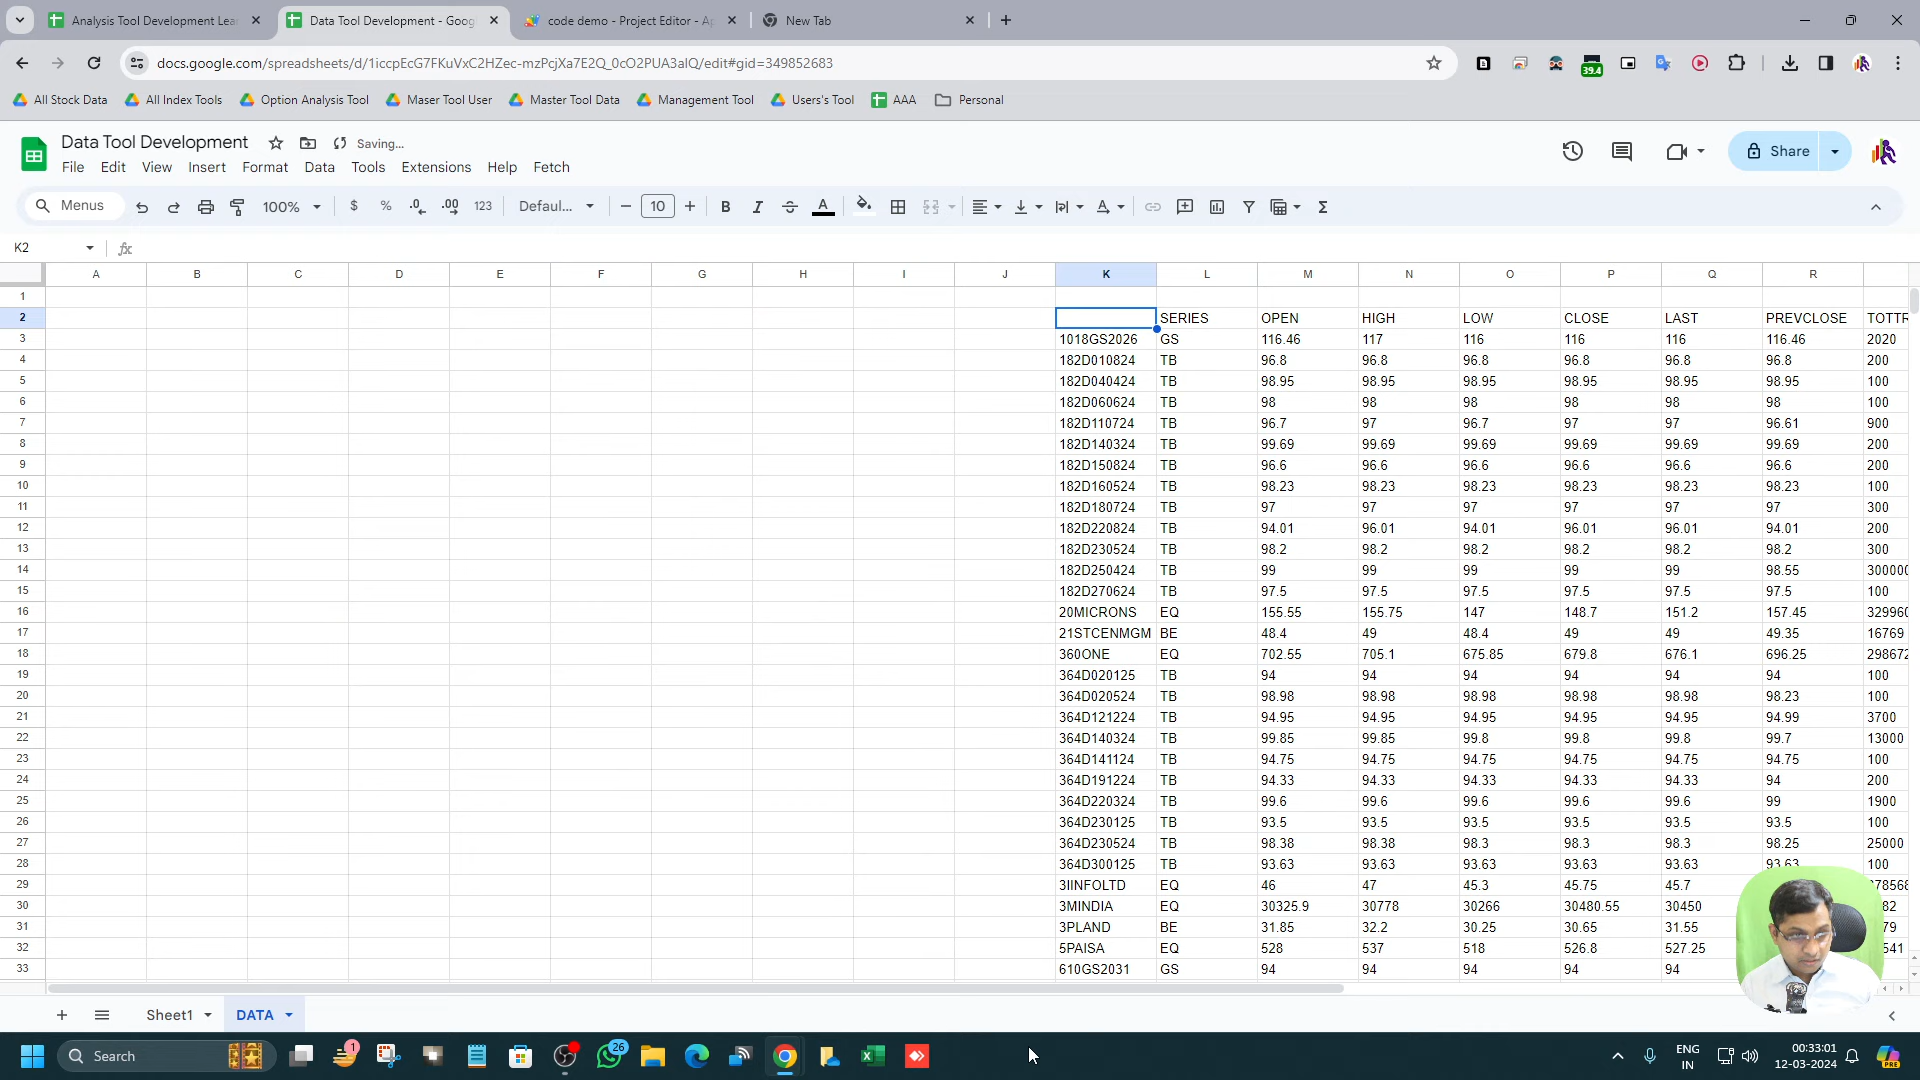 Analysis Tool Development Lea
Data Tool Development - Goog
code demo - Project Editor - Ap
New Tab
docs.google.com/spreadsheets/d/1iccpEcG7FKuVxC2HZec-mzPcjXa7E2Q_0cO2PUA3alQ/edit#gid=349852683
39.4
All Stock Data All Index Tools Option Analysis Tool Maser Tool User Master Tool Data Management Tool Users's Tool AAA Personal
Data Tool Development Saving...
File Edit View Insert Format Data Tools Extensions Help Fetch
Share
Menus 100% $ % .0 .00 123 Defaul... 10 B I A
K2 fx
A B C D E F G H I J K L M N O P Q R
1
2 SERIES OPEN HIGH LOW CLOSE LAST PREVCLOSE TOTTR
3 1018GS2026 GS 116.46 117 116 116 116 116.46 2020
4 182D010824 TB 96.8 96.8 96.8 96.8 96.8 96.8 200
5 182D040424 TB 98.95 98.95 98.95 98.95 98.95 98.95 100
6 182D060624 TB 98 98 98 98 98 98 100
7 182D110724 TB 96.7 97 96.7 97 97 96.61 900
8 182D140324 TB 99.69 99.69 99.69 99.69 99.69 99.69 200
9 182D150824 TB 96.6 96.6 96.6 96.6 96.6 96.6 200
10 182D160524 TB 98.23 98.23 98.23 98.23 98.23 98.23 100
11 182D180724 TB 97 97 97 97 97 97 300
12 182D220824 TB 94.01 96.01 94.01 96.01 96.01 94.01 200
13 182D230524 TB 98.2 98.2 98.2 98.2 98.2 98.2 300
14 182D250424 TB 99 99 99 99 99 98.55 300000
15 182D270624 TB 97.5 97.5 97.5 97.5 97.5 97.5 100
16 20MICRONS EQ 155.55 155.75 147 148.7 151.2 157.45 329960
17 21STCENMGM BE 48.4 49 48.4 49 49 49.35 16769
18 360ONE EQ 702.55 705.1 675.85 679.8 676.1 696.25 298672
19 364D020125 TB 94 94 94 94 94 94 100
20 364D020524 TB 98.98 98.98 98.98 98.98 98.98 98.23 100
21 364D121224 TB 94.95 94.95 94.95 94.95 94.95 94.99 3700
22 364D140324 TB 99.85 99.85 99.8 99.8 99.8 99.7 13000
23 364D141124 TB 94.75 94.75 94.75 94.75 94.75 94.75 100
24 364D191224 TB 94.33 94.33 94.33 94.33 94.33 94 200
25 364D220324 TB 99.6 99.6 99.6 99.6 99.6 99 1900
26 364D230125 TB 93.5 93.5 93.5 93.5 93.5 93.5 100
27 364D230524 TB 98.38 98.38 98.3 98.3 98.3 98.25 25000
28 364D300125 TB 93.63 93.63 93.63 93.63 93.63 93.63 100
29 3IINFOLTD EQ 46 47 45.3 45.75 45.7
30 3MINDIA EQ 30325.9 30778 30266 30480.55 30450
31 3PLAND BE 31.85 32.2 30.25 30.65 31.55
32 5PAISA EQ 528 537 518 526.8 527.25
33 610GS2031 GS 94 94 94 94 94
Sheet1 DATA
Search 1 26 ENG IN 00:33:01 12-03-2024